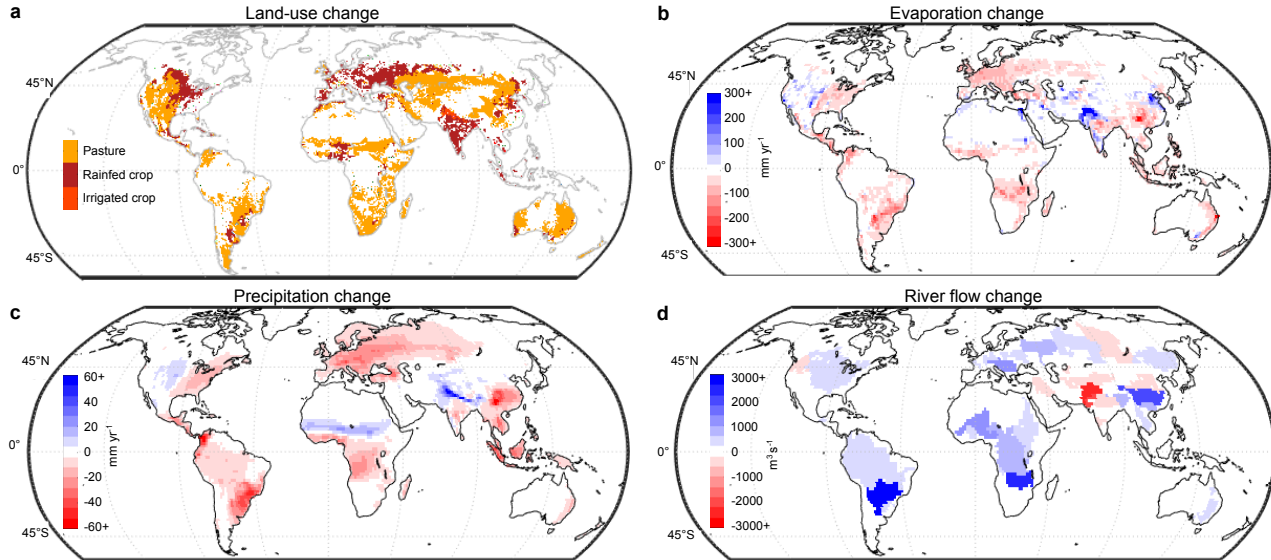 a
Land-use change
45°N
0°
45°S
Pasture
Rainfed crop
Irrigated crop
b
Evaporation change
45°N
0°
45°S
300+
200
100
0
-100
-200
-300+
mm yr⁻¹
c
Precipitation change
45°N
0°
45°S
60+
40
20
0
-20
-40
-60+
mm yr⁻¹
d
River flow change
45°N
0°
45°S
3000+
2000
1000
0
-1000
-2000
-3000+
m³s⁻¹